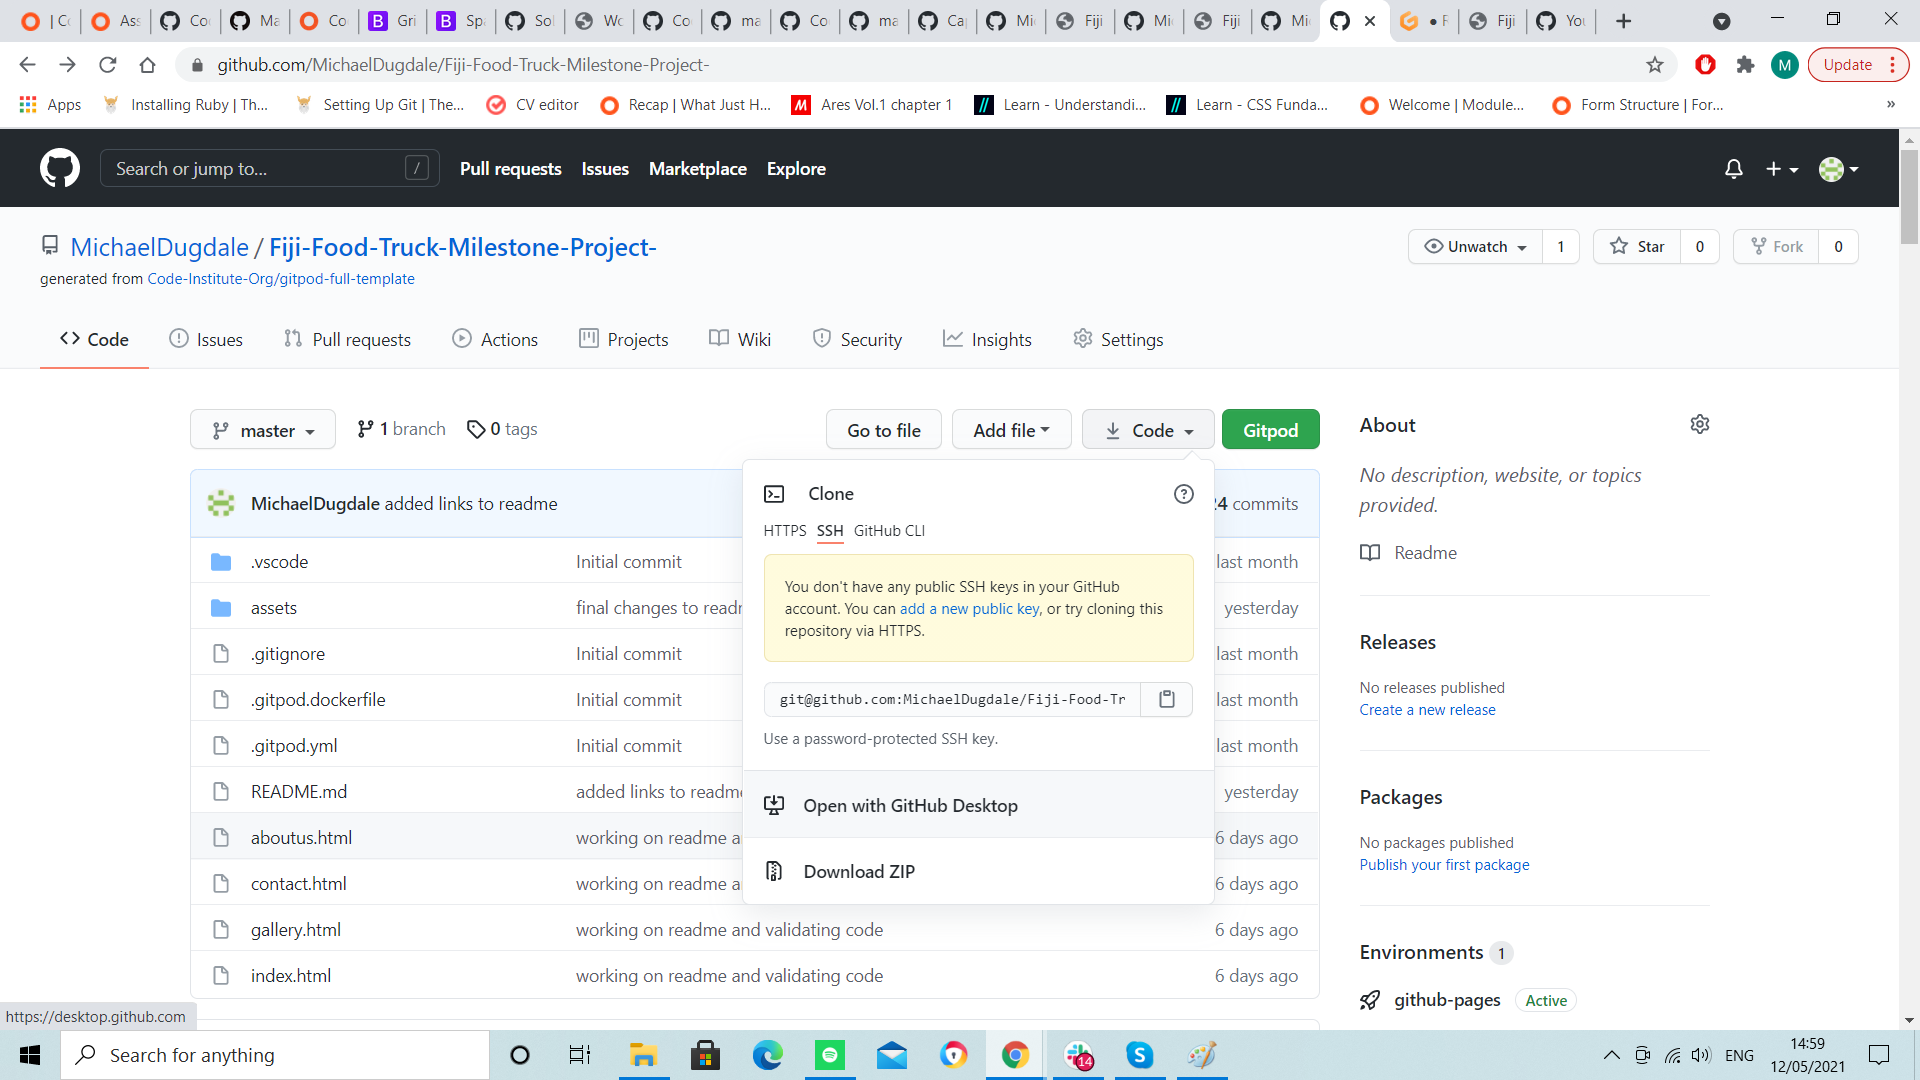 | Co
Ass
Co
Ma
Co
Gri
Spa
Sol
Wo
Co
ma
Co
ma
Ca
Mi
Fiji
Mi
Fiji
Mi
Fiji
You
github.com/MichaelDugdale/Fiji-Food-Truck-Milestone-Project-
M
Update
Apps
Installing Ruby | Th...
Setting Up Git | The...
CV editor
Recap | What Just H...
Ares Vol.1 chapter 1
Learn - Understandi...
Learn - CSS Funda...
Welcome | Module...
Form Structure | For...
»
Search or jump to...
/
Pull requests
Issues
Marketplace
Explore
MichaelDugdale / Fiji-Food-Truck-Milestone-Project-
generated from Code-Institute-Org/gitpod-full-template
Unwatch
1
Star
0
Fork
0
Code
Issues
Pull requests
Actions
Projects
Wiki
Security
Insights
Settings
master
1 branch
0 tags
Go to file
Add file
Code
Gitpod
MichaelDugdale added links to readme
24 commits
.vscode
Initial commit
last month
assets
final changes to readm
yesterday
.gitignore
Initial commit
last month
.gitpod.dockerfile
Initial commit
last month
.gitpod.yml
Initial commit
last month
README.md
added links to readme
yesterday
aboutus.html
working on readme a
6 days ago
contact.html
working on readme a
6 days ago
gallery.html
working on readme and validating code
6 days ago
index.html
working on readme and validating code
6 days ago
Clone
HTTPS
SSH
GitHub CLI
You don't have any public SSH keys in your GitHub
account. You can add a new public key, or try cloning this
repository via HTTPS.
git@github.com:MichaelDugdale/Fiji-Food-Tr
Use a password-protected SSH key.
Open with GitHub Desktop
Download ZIP
About
No description, website, or topics
provided.
Readme
Releases
No releases published
Create a new release
Packages
No packages published
Publish your first package
Environments 1
github-pages
Active
https://desktop.github.com
Search for anything
14
ENG
14:59
12/05/2021